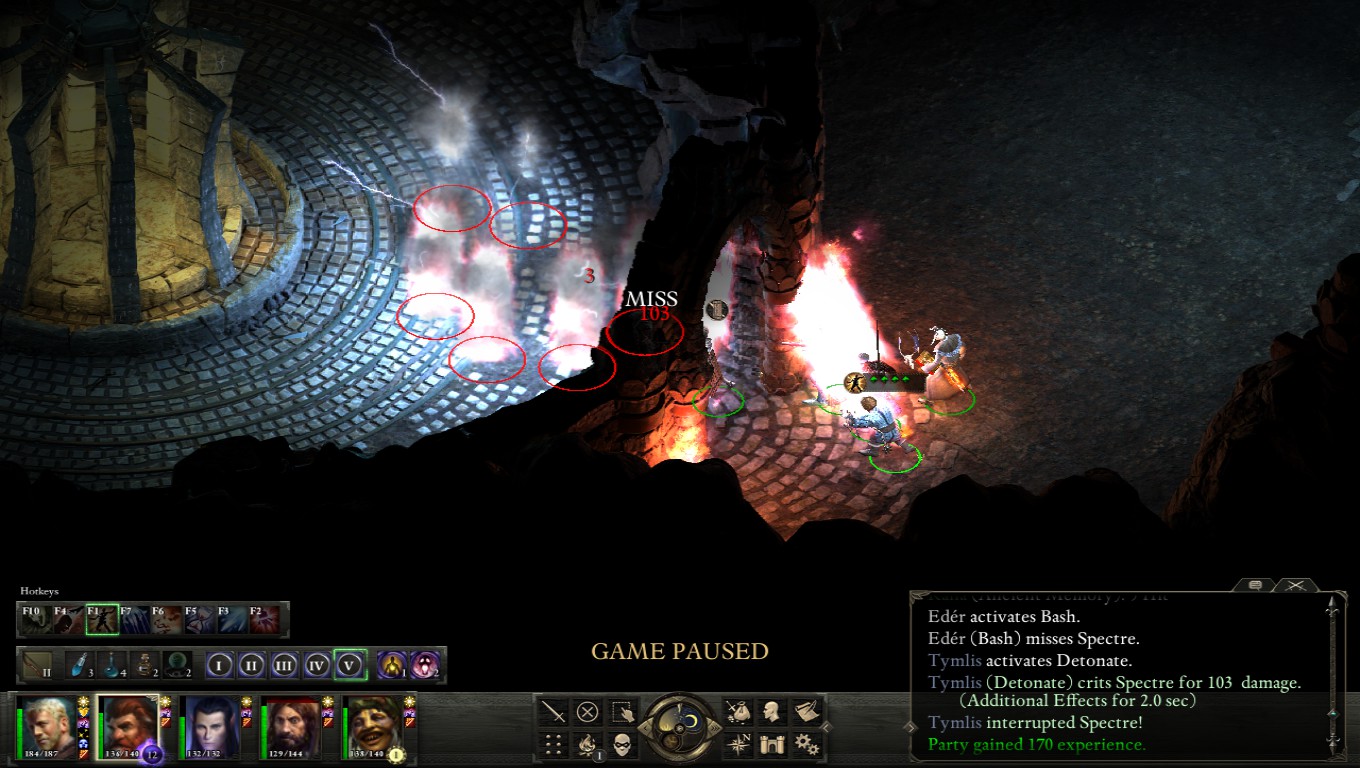 3
MISS
103
Hotkeys
F10 F4 F1 F7 F6 F5 F3 F2
II 3 4 2 2 I II III IV V 1 2
GAME PAUSED
Edér activates Bash.
Edér (Bash) misses Spectre.
Tymlis activates Detonate.
Tymlis (Detonate) crits Spectre for 103 damage.
(Additional Effects for 2.0 sec)
Tymlis interrupted Spectre!
Party gained 170 experience.
N
184/187 136/140 12 132/132 129/144 138/140 1
1